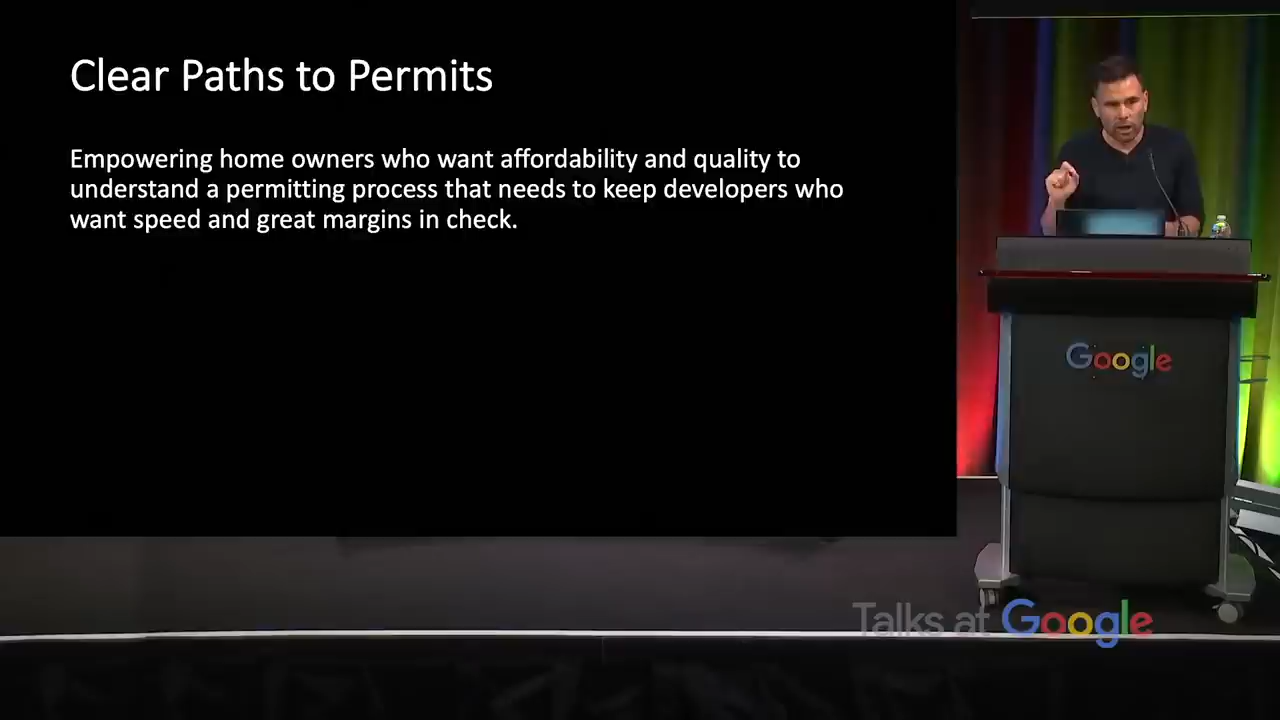 Clear Paths to Permits
Empowering home owners who want affordability and quality to
understand a permitting process that needs to keep developers who
want speed and great margins in check.
Google
Talks at Google